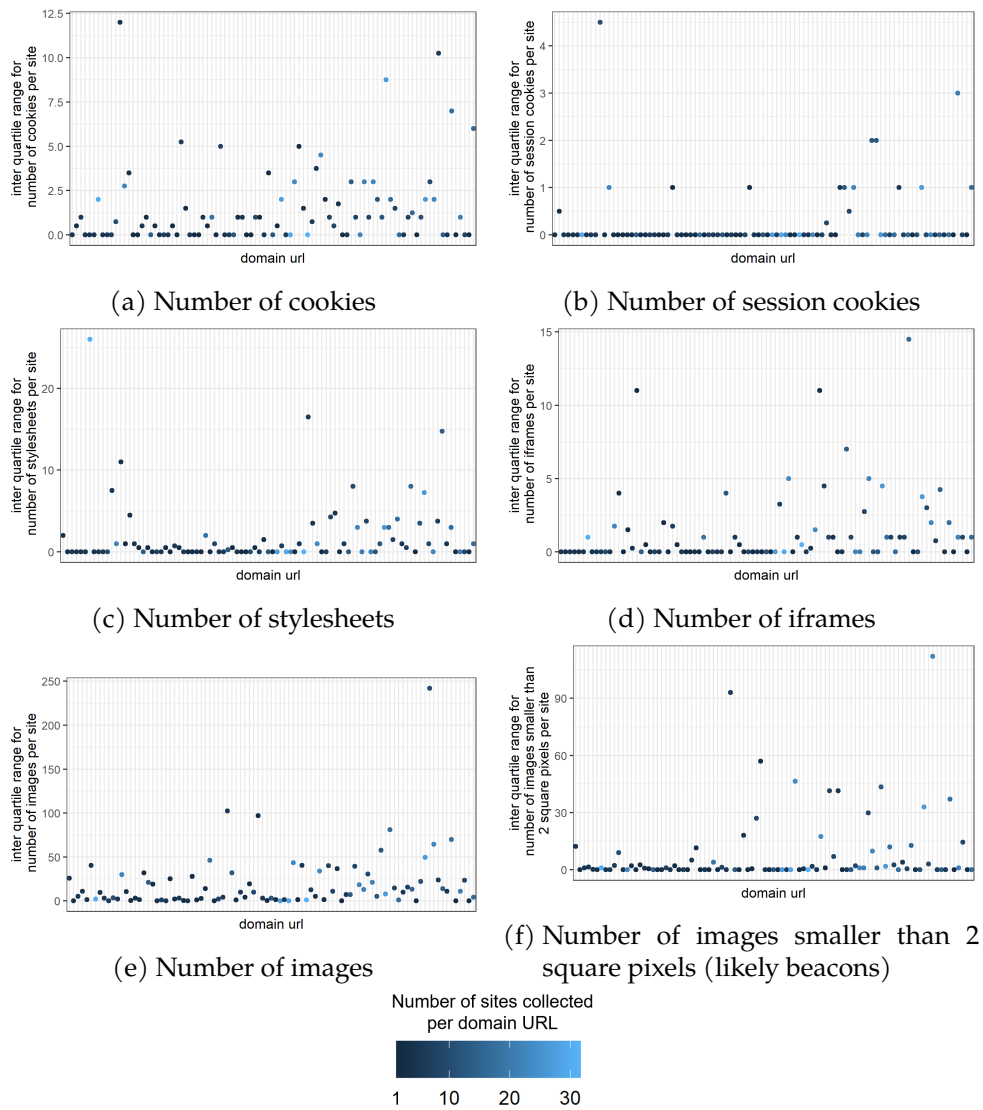 12.5
10.0
7.5
5.0
2.5
0.0
inter quartile range for
number of cookies per site
domain url
(a) Number of cookies
4
3
2
1
0
inter quartile range for
number of session cookies per site
domain url
(b) Number of session cookies
20
10
0
inter quartile range for
number of stylesheets per site
domain url
(c) Number of stylesheets
15
10
5
0
inter quartile range for
number of iframes per site
domain url
(d) Number of iframes
250
200
150
100
50
0
inter quartile range for
number of images per site
domain url
(e) Number of images
90
60
30
0
inter quartile range for
number of images smaller than
2 square pixels per site
domain url
(f) Number of images smaller than 2
square pixels (likely beacons)
Number of sites collected
per domain URL
1 10 20 30